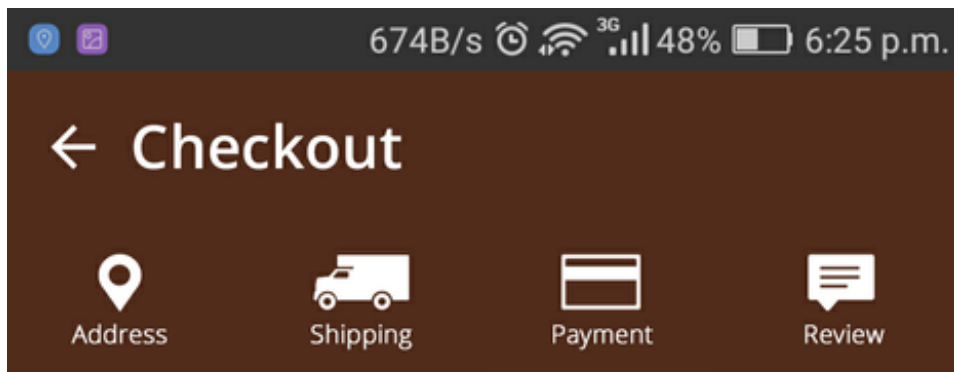 674B/s 3G 48% 6:25 p.m.
Checkout
Address Shipping Payment Review